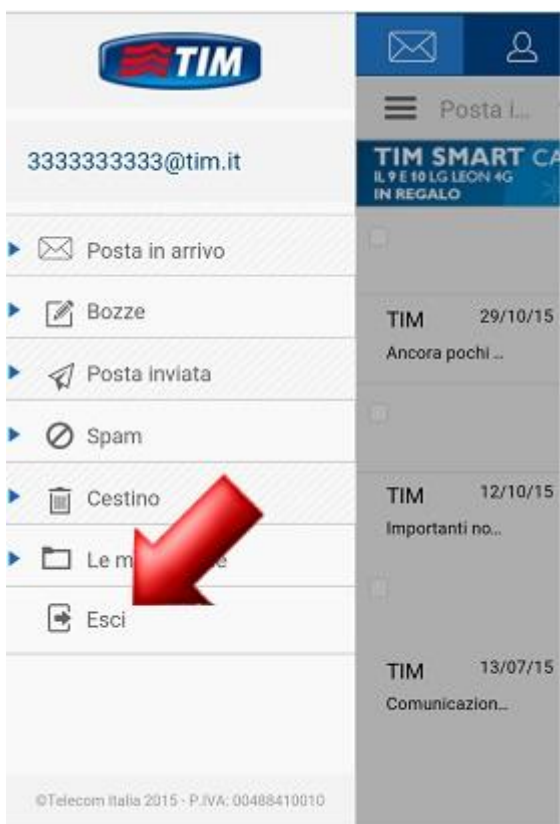 TIM
3333333333@tim.it
Posta in arrivo
Bozze
Posta inviata
Spam
Cestino
Le m
Esci
©Telecom Italia 2015 - P.IVA: 00488410010
Posta i...
TIM SMART CA
IL 9 E 10 LG LEON 4G
IN REGALO
TIM 29/10/15
Ancora pochi ...
TIM 12/10/15
Importanti no...
TIM 13/07/15
Comunicazion...